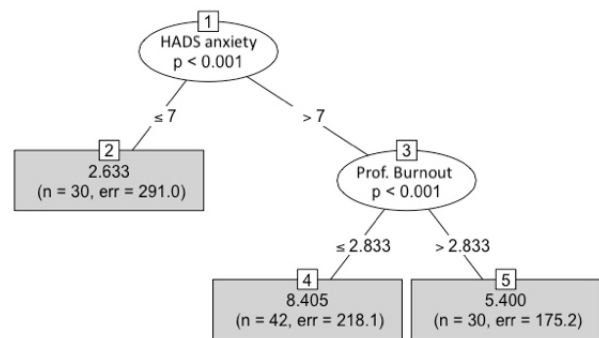 1
HADS anxiety
p < 0.001
≤ 7
> 7
2
2.633
(n = 30, err = 291.0)
3
Prof. Burnout
p < 0.001
≤ 2.833
> 2.833
4
8.405
(n = 42, err = 218.1)
5
5.400
(n = 30, err = 175.2)